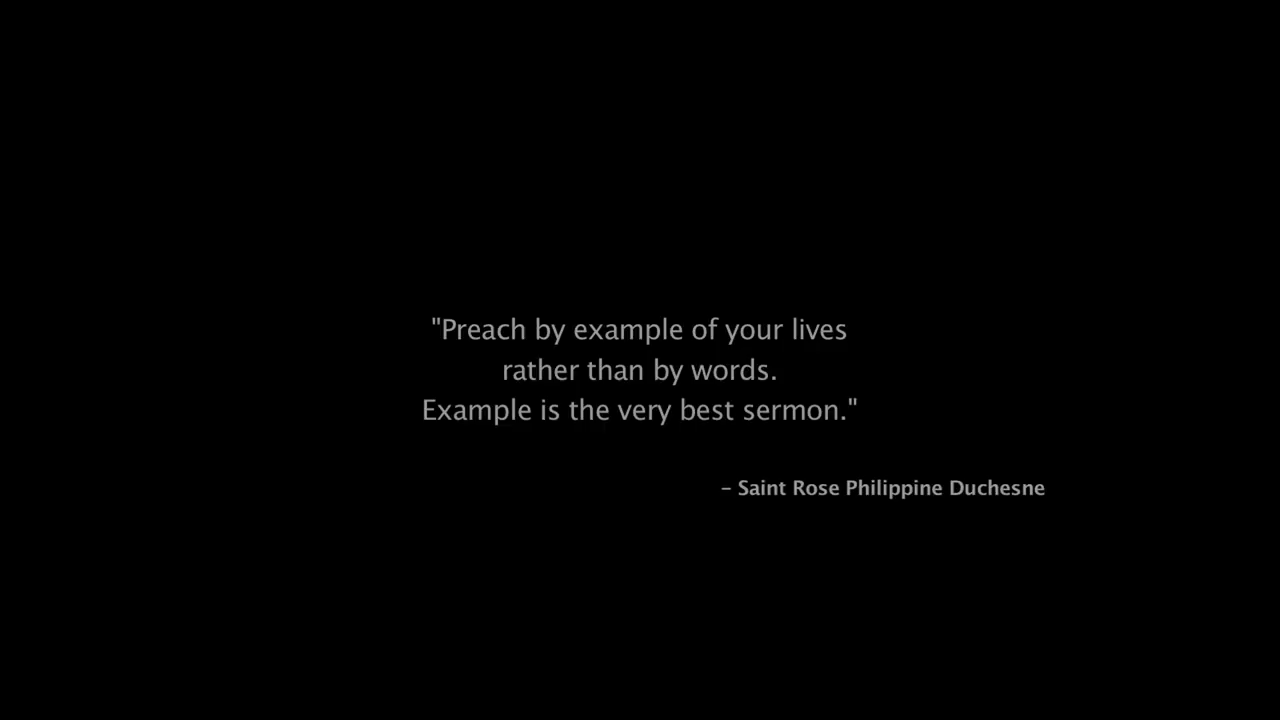 "Preach by example of your lives
rather than by words.
Example is the very best sermon."
– Saint Rose Philippine Duchesne